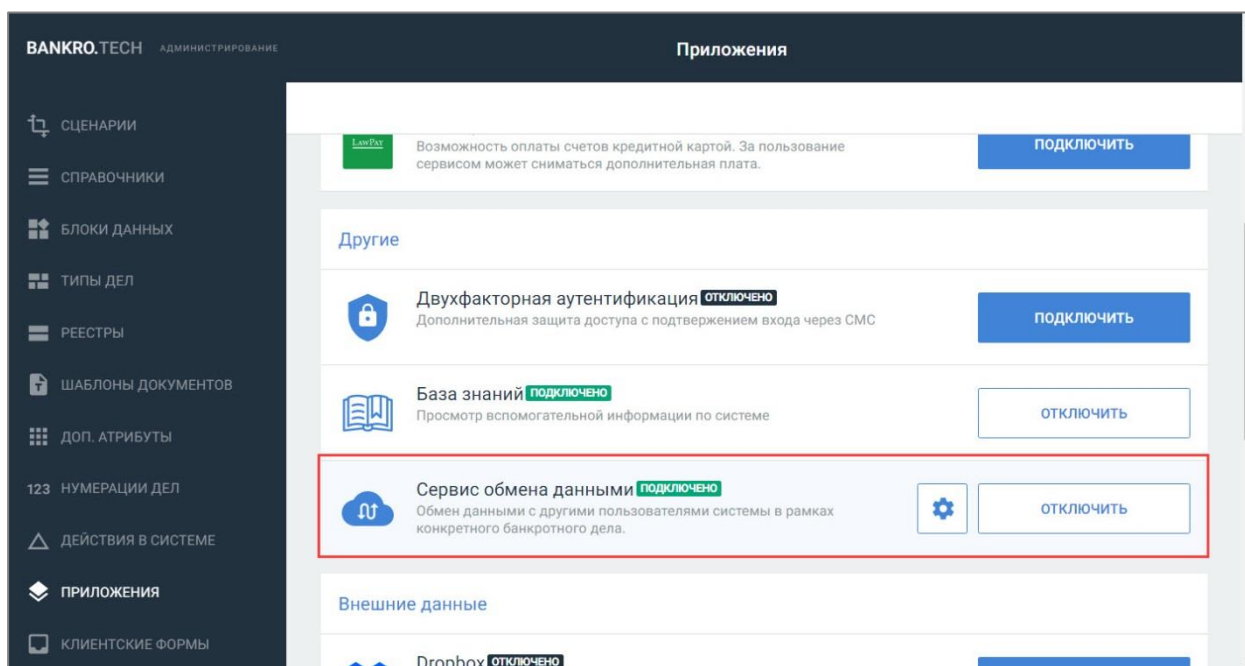 BANKRO.TECH АДМИНИСТРИРОВАНИЕ
Приложения
СЦЕНАРИИ
СПРАВОЧНИКИ
БЛОКИ ДАННЫХ
ТИПЫ ДЕЛ
РЕЕСТРЫ
ШАБЛОНЫ ДОКУМЕНТОВ
ДОП. АТРИБУТЫ
123 НУМЕРАЦИИ ДЕЛ
ДЕЙСТВИЯ В СИСТЕМЕ
ПРИЛОЖЕНИЯ
КЛИЕНТСКИЕ ФОРМЫ
LawPay
Возможность оплаты счетов кредитной картой. За пользование
сервисом может сниматься дополнительная плата.
ПОДКЛЮЧИТЬ
Другие
Двухфакторная аутентификация ОТКЛЮЧЕНО
Дополнительная защита доступа с подтвержением входа через СМС
ПОДКЛЮЧИТЬ
База знаний ПОДКЛЮЧЕНО
Просмотр вспомогательной информации по системе
ОТКЛЮЧИТЬ
Сервис обмена данными ПОДКЛЮЧЕНО
Обмен данными с другими пользователями системы в рамках
конкретного банкротного дела.
ОТКЛЮЧИТЬ
Внешние данные
Dropbox ОТКЛЮЧЕНО